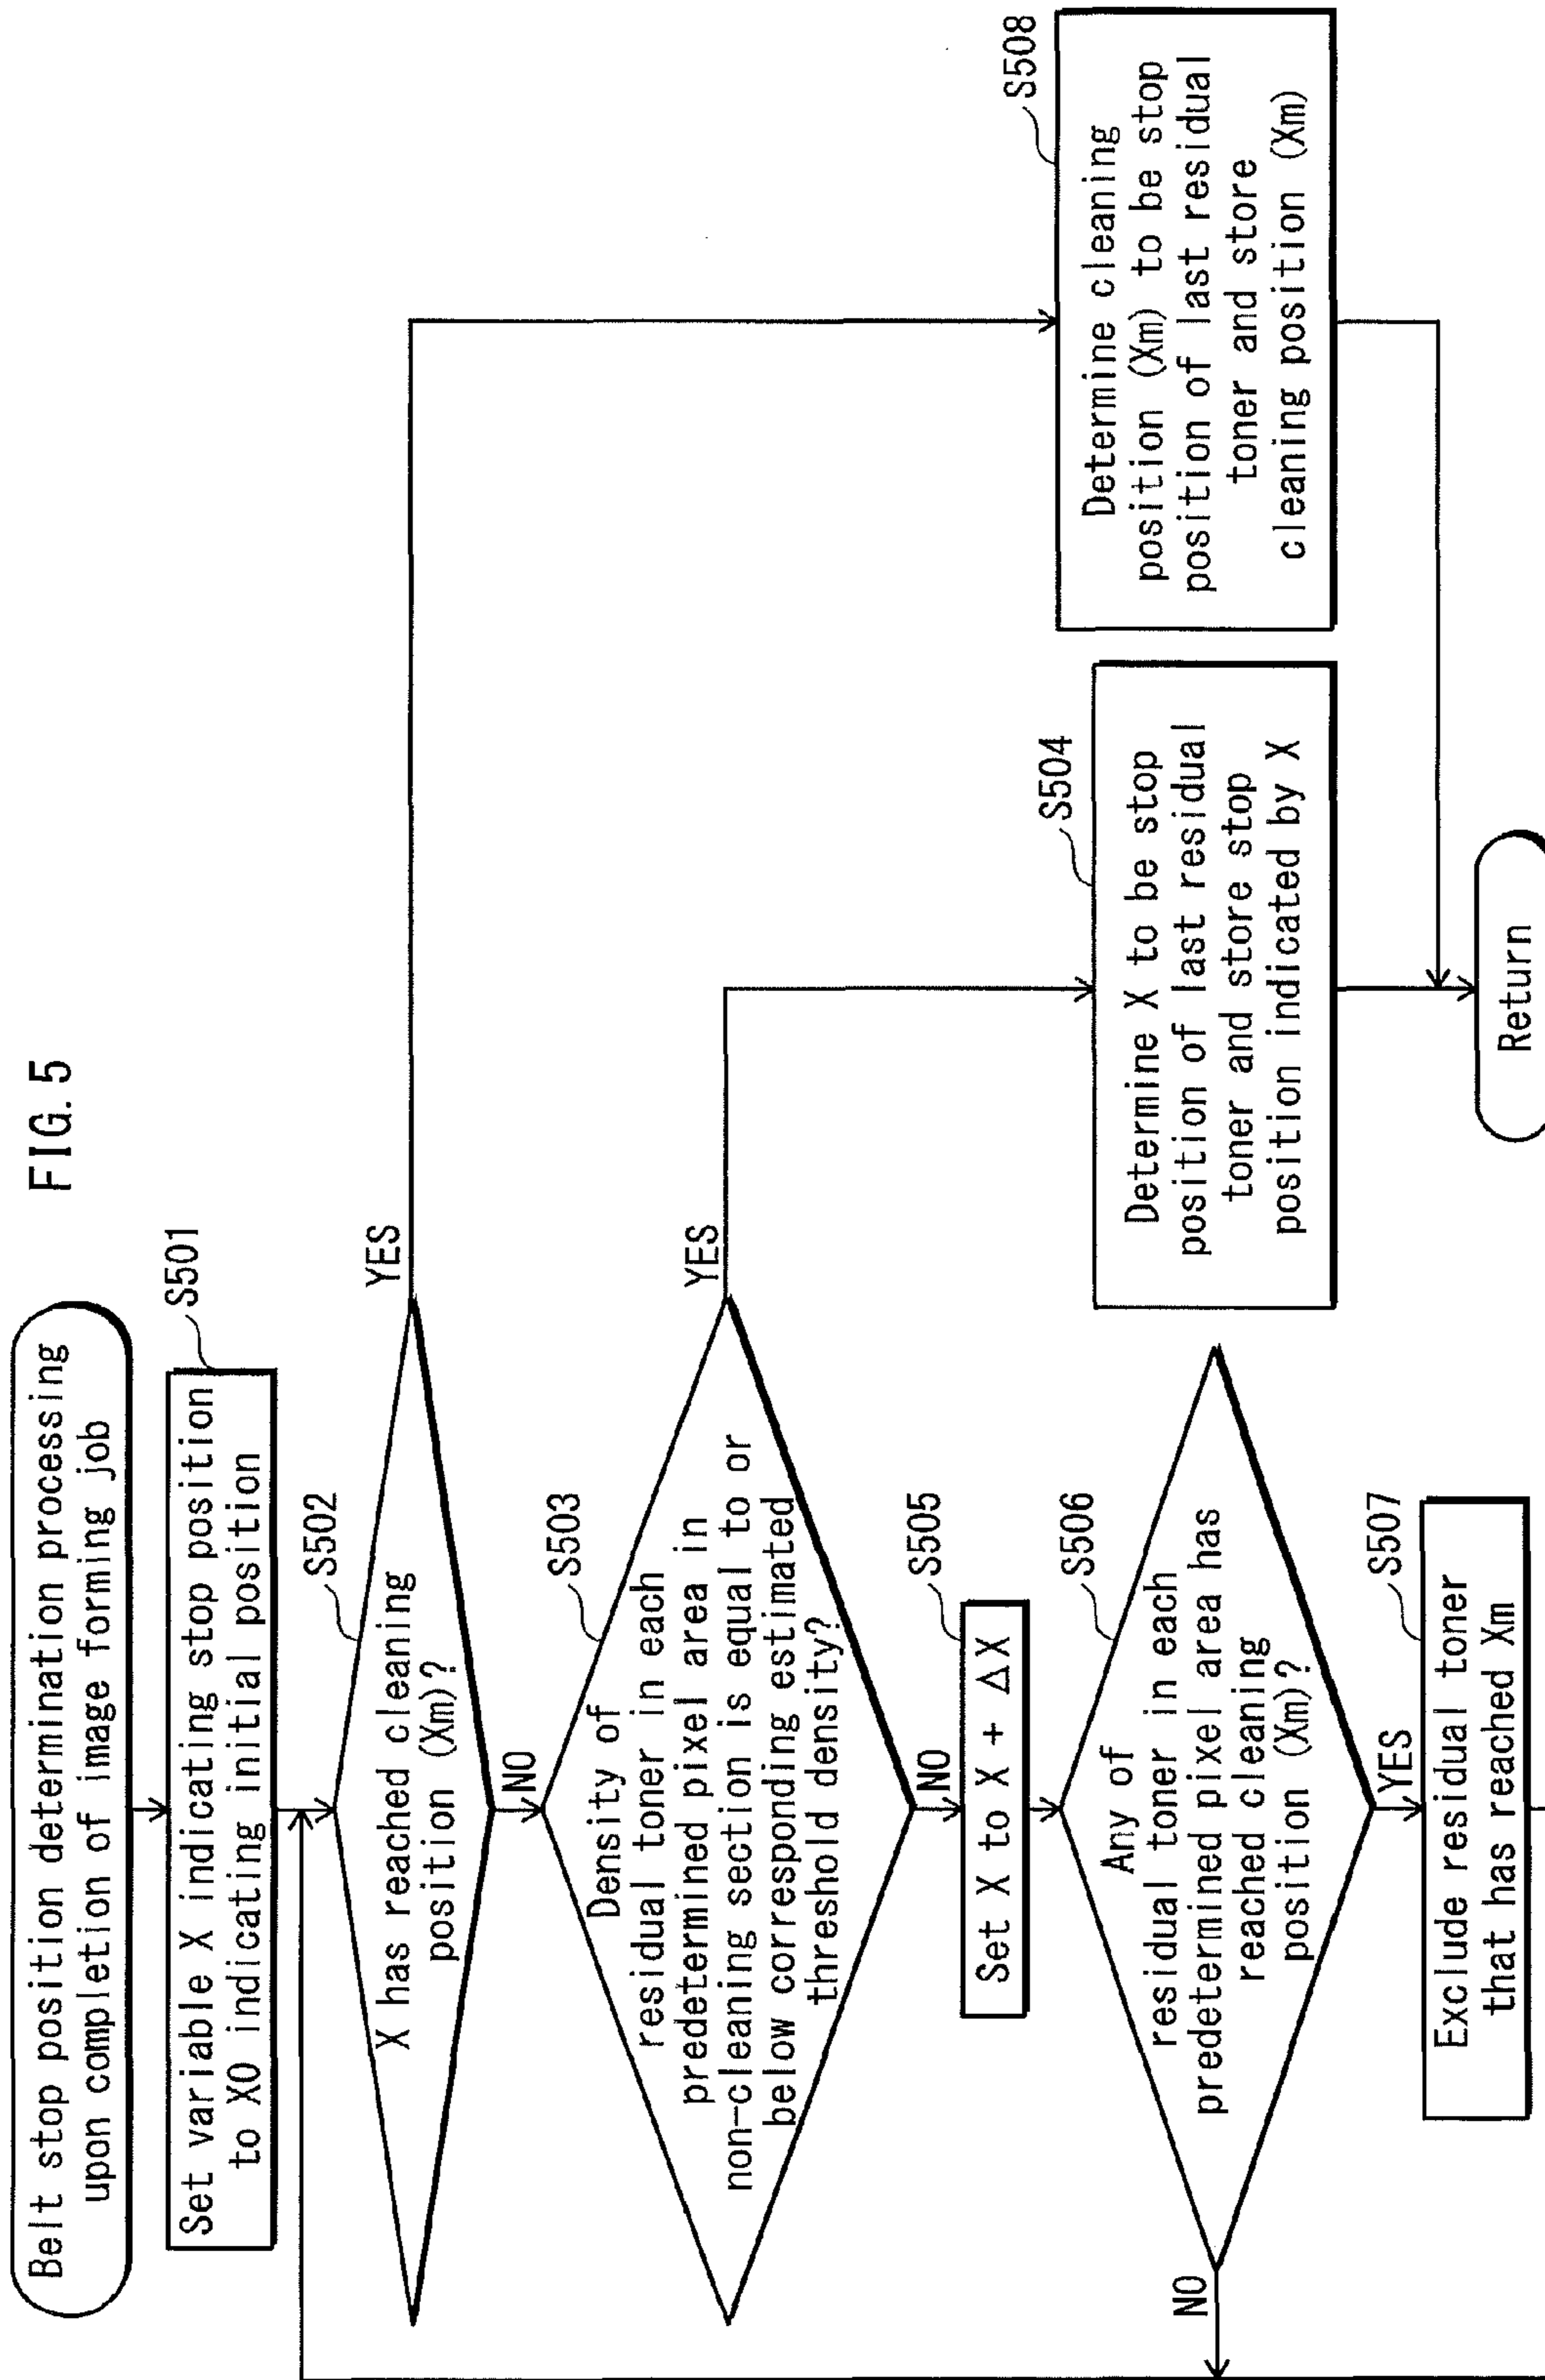 FIG. 5
Belt stop position determination processing
upon completion of image forming job
S501
Set variable X indicating stop position
to X0 indicating initial position
S502
X has reached cleaning
position (Xm)?
YES
NO
S503
Density of
residual toner in each
predetermined pixel area in
non-cleaning section is equal to or
below corresponding estimated
threshold density?
YES
NO
S504
Determine X to be stop
position of last residual
toner and store stop
position indicated by X
S505
Set X to X + ΔX
S506
Any of
residual toner in each
predetermined pixel area has
reached cleaning
position (Xm)?
NO
YES
S507
Exclude residual toner
that has reached Xm
S508
Determine cleaning
position (Xm) to be stop
position of last residual
toner and store
cleaning position (Xm)
Return